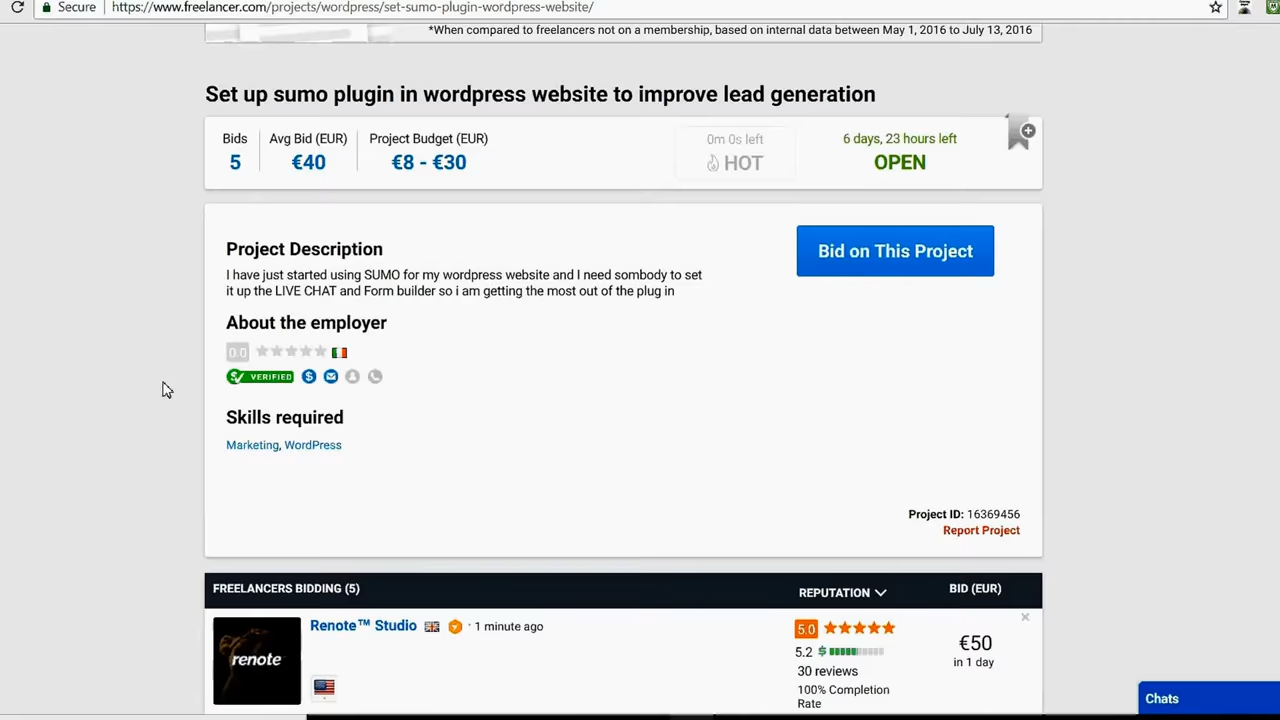 Secure https://www.freelancer.com/projects/wordpress/set-sumo-plugin-wordpress-website/
*When compared to freelancers not on a membership, based on internal data between May 1, 2016 to July 13, 2016
Set up sumo plugin in wordpress website to improve lead generation
Bids Avg Bid (EUR) Project Budget (EUR) 0m 0s left 6 days, 23 hours left
5 €40 €8 - €30 HOT OPEN
Project Description
Bid on This Project
I have just started using SUMO for my wordpress website and I need sombody to set
it up the LIVE CHAT and Form builder so i am getting the most out of the plug in
About the employer
0.0
VERIFIED
Skills required
Marketing, WordPress
Project ID: 16369456
Report Project
FREELANCERS BIDDING (5) REPUTATION BID (EUR)
renote
Renote™ Studio · 1 minute ago
5.0
5.2
30 reviews
100% Completion
Rate
€50
in 1 day
Chats